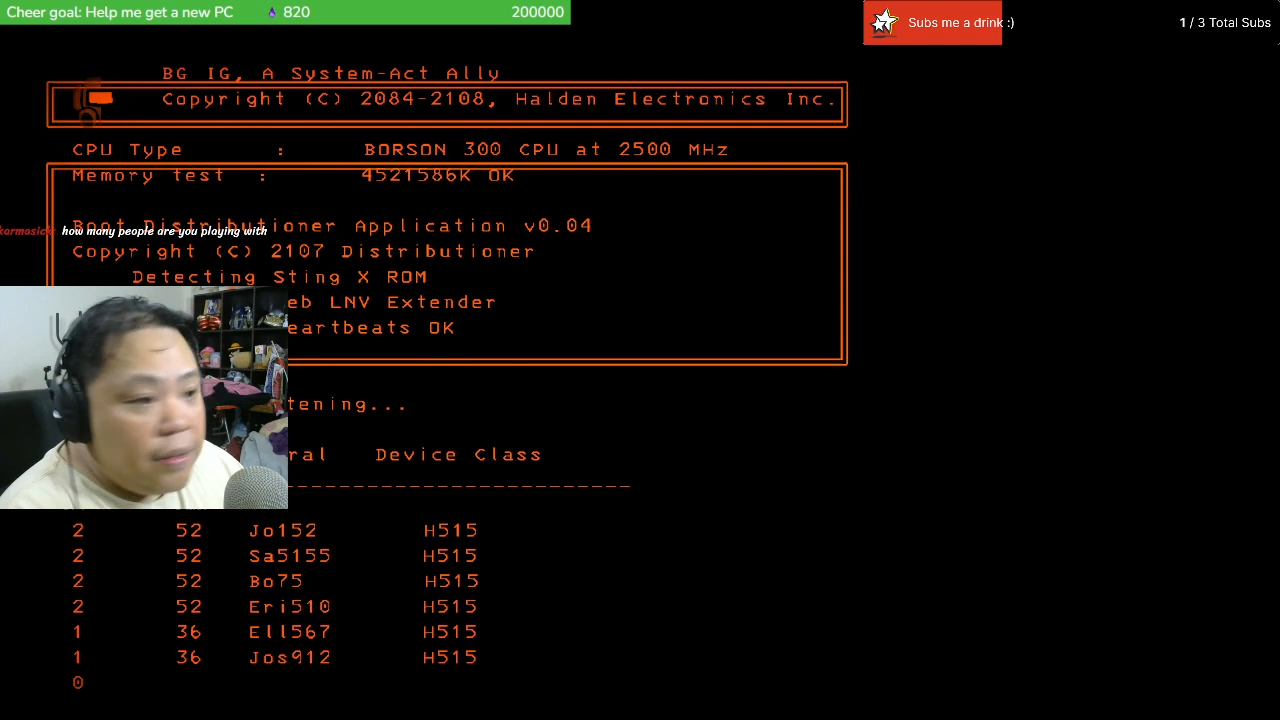 Cheer goal: Help me get a new PC 820 200000
Subs me a drink :) 1 / 3 Total Subs
BG IG, A System-Act Ally
Copyright (C) 2084-2108, Halden Electronics Inc.
CPU Type : BORSON 300 CPU at 2500 MHz
Memory test : 4521586K OK
Boot Distributioner Application v0.04
how many people are you playing with
Copyright (C) 2107 Distributioner
Detecting Sting X ROM
eb LNV Extender
eartbeats OK
tening...
ral Device Class
--------------------------
2 52 Jo152 H515
2 52 Sa5155 H515
2 52 Bo75 H515
2 52 Eri510 H515
1 36 Ell567 H515
1 36 Jos912 H515
0